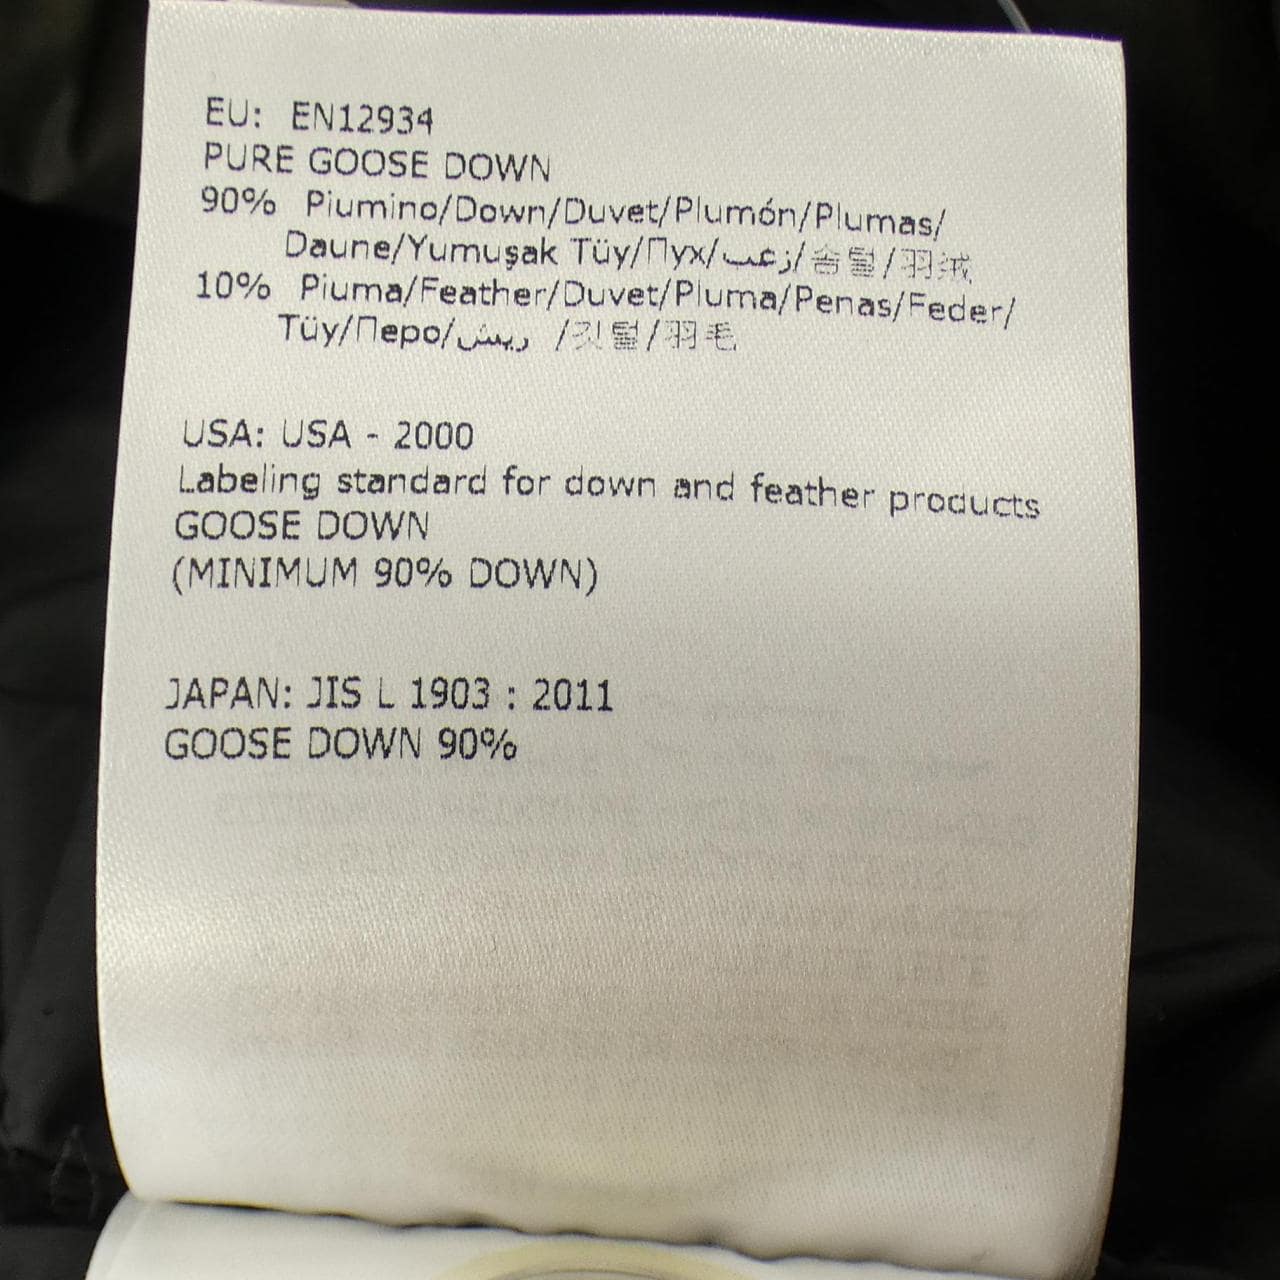 EU: EN12934
PURE GOOSE DOWN
90% Piumino/Down/Duvet/Plumón/Plumas/
Daune/Yumuşak Tüy/Пух/زغب/솜털/羽绒
10% Piuma/Feather/Duvet/Pluma/Penas/Feder/
Tüy/Перо/ريش /깃털/羽毛
USA: USA - 2000
Labeling standard for down and feather products
GOOSE DOWN
(MINIMUM 90% DOWN)
JAPAN: JIS L 1903 : 2011
GOOSE DOWN 90%